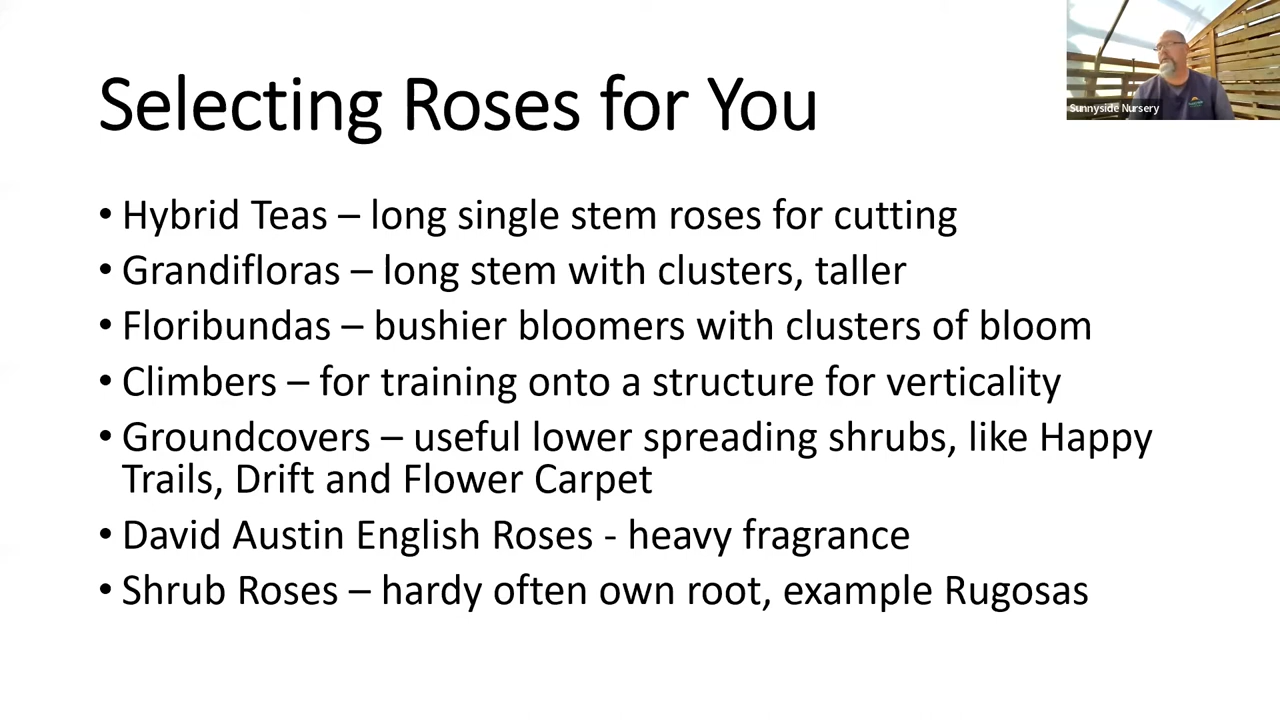 Selecting Roses for You
Sunnyside Nursery
• Hybrid Teas – long single stem roses for cutting
• Grandifloras – long stem with clusters, taller
• Floribundas – bushier bloomers with clusters of bloom
• Climbers – for training onto a structure for verticality
• Groundcovers – useful lower spreading shrubs, like Happy
Trails, Drift and Flower Carpet
• David Austin English Roses - heavy fragrance
• Shrub Roses – hardy often own root, example Rugosas